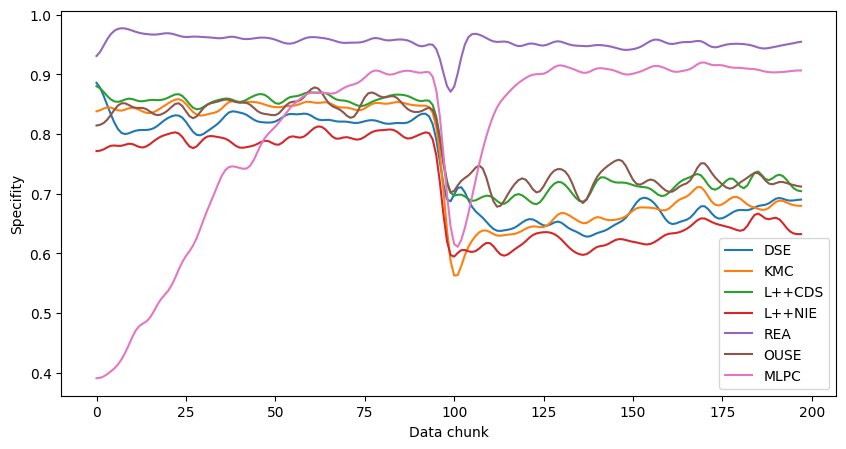 1.0
0.9
0.8
0.7
0.6
0.5
0.4
Specifity
0
25
50
75
100
125
150
175
200
Data chunk
DSE
KMC
L++CDS
L++NIE
REA
OUSE
MLPC